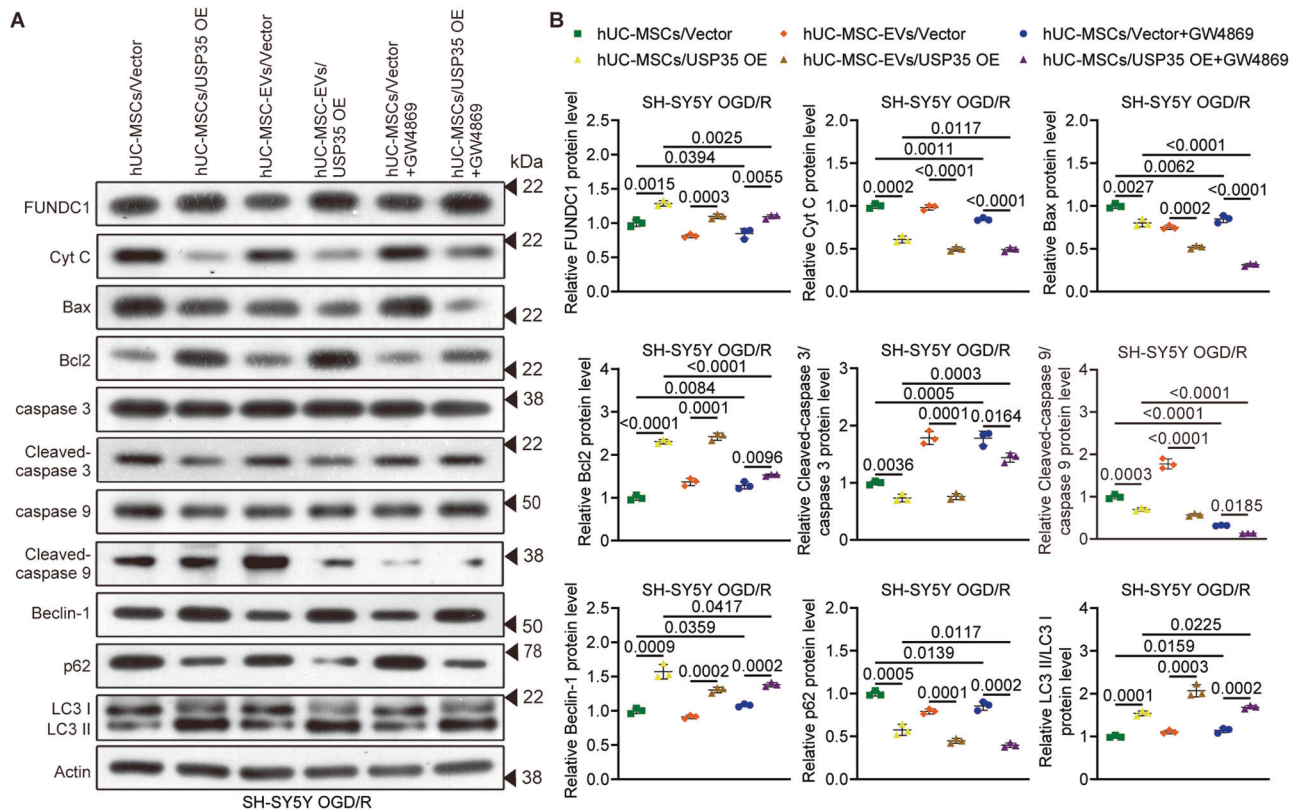 A
hUC-MSCs/Vector
hUC-MSCs/USP35 OE
hUC-MSC-EVs/Vector
hUC-MSC-EVs/
USP35 OE
hUC-MSCs/Vector
+GW4869
hUC-MSCs/USP35 OE
+GW4869
kDa
FUNDC1
22
Cyt C
22
Bax
22
Bcl2
22
caspase 3
38
Cleaved-
caspase 3
22
caspase 9
50
Cleaved-
caspase 9
38
Beclin-1
50
p62
78
LC3 I
22
LC3 II
Actin
38
SH-SY5Y OGD/R
B
hUC-MSCs/Vector
hUC-MSC-EVs/Vector
hUC-MSCs/Vector+GW4869
hUC-MSCs/USP35 OE
hUC-MSC-EVs/USP35 OE
hUC-MSCs/USP35 OE+GW4869
SH-SY5Y OGD/R
Relative FUNDC1 protein level
2.0
1.5
1.0
0.5
0.0
0.0025
0.0394
0.0015
0.0003
0.0055
SH-SY5Y OGD/R
Relative Cyt C protein level
2.0
1.5
1.0
0.5
0.0
0.0117
0.0011
<0.0001
0.0002
<0.0001
SH-SY5Y OGD/R
Relative Bax protein level
2.0
1.5
1.0
0.5
0.0
<0.0001
0.0062
0.0027
<0.0001
0.0002
SH-SY5Y OGD/R
Relative Bcl2 protein level
4
3
2
1
0
<0.0001
0.0084
<0.0001
0.0001
0.0096
SH-SY5Y OGD/R
Relative Cleaved-caspase 3/
caspase 3 protein level
3
2
1
0
0.0003
0.0005
0.0001
0.0164
0.0036
SH-SY5Y OGD/R
Relative Cleaved-caspase 9/
caspase 9 protein level
4
3
2
1
0
<0.0001
<0.0001
<0.0001
0.0003
0.0185
SH-SY5Y OGD/R
Relative Beclin-1 protein level
2.5
2.0
1.5
1.0
0.5
0.0
0.0417
0.0359
0.0009
0.0002
0.0002
SH-SY5Y OGD/R
Relative p62 protein level
2.0
1.5
1.0
0.5
0.0
0.0117
0.0139
0.0005
0.0001
0.0002
SH-SY5Y OGD/R
Relative LC3 II/LC3 I
protein level
4
3
2
1
0
0.0225
0.0159
0.0003
0.0001
0.0002